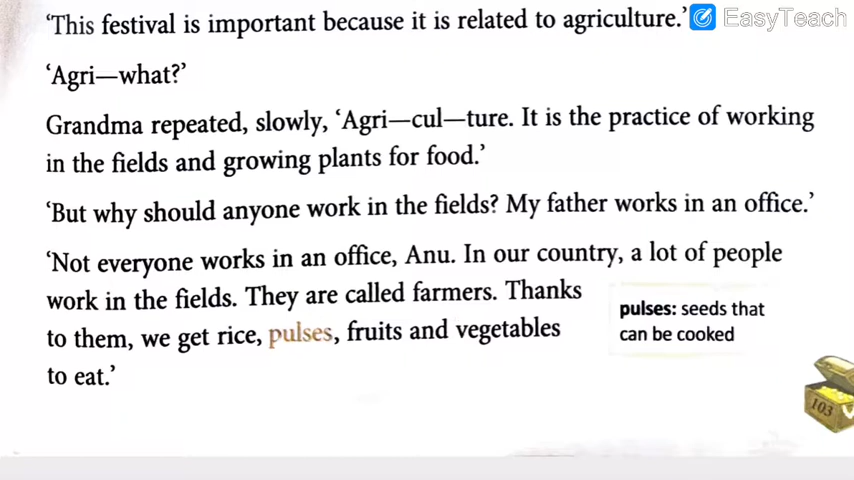 ‘This festival is important because it is related to agriculture.’
EasyTeach
‘Agri—what?’
Grandma repeated, slowly, ‘Agri—cul—ture. It is the practice of working
in the fields and growing plants for food.’
‘But why should anyone work in the fields? My father works in an office.’
‘Not everyone works in an office, Anu. In our country, a lot of people
work in the fields. They are called farmers. Thanks
to them, we get rice, pulses, fruits and vegetables
to eat.’
pulses: seeds that
can be cooked
103